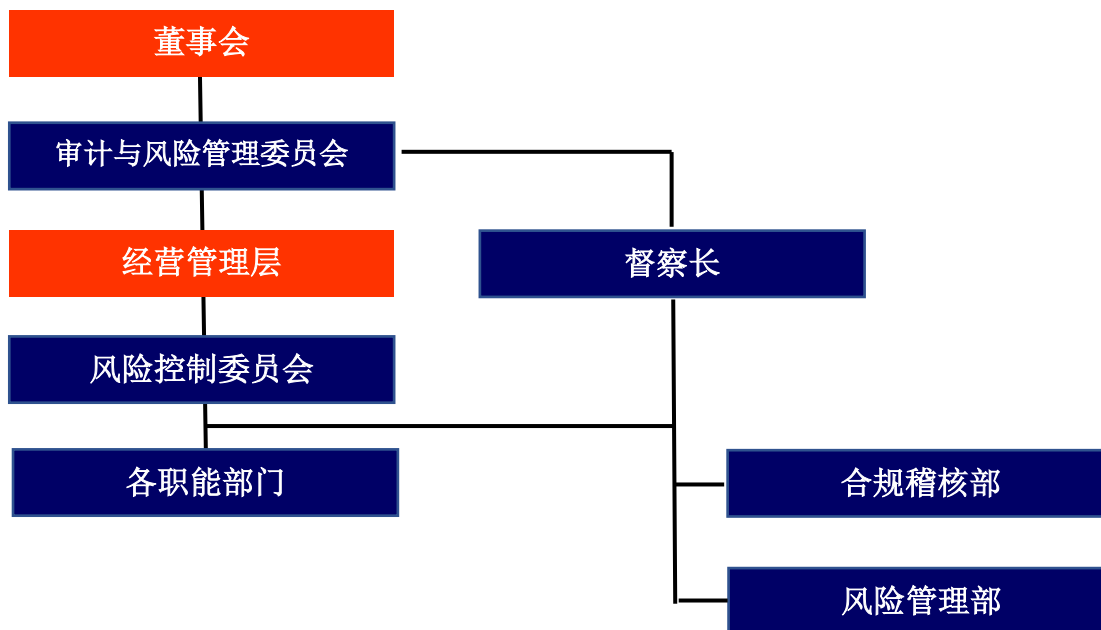 董事会
审计与风险管理委员会
经营管理层
督察长
风险控制委员会
各职能部门
合规稽核部
风险管理部